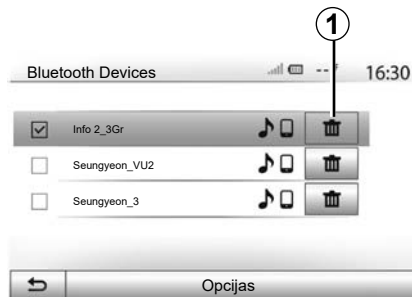 1
Bluetooth Devices --° 16:30
Info 2_3Gr
Seungyeon_VU2
Seungyeon_3
Opcijas